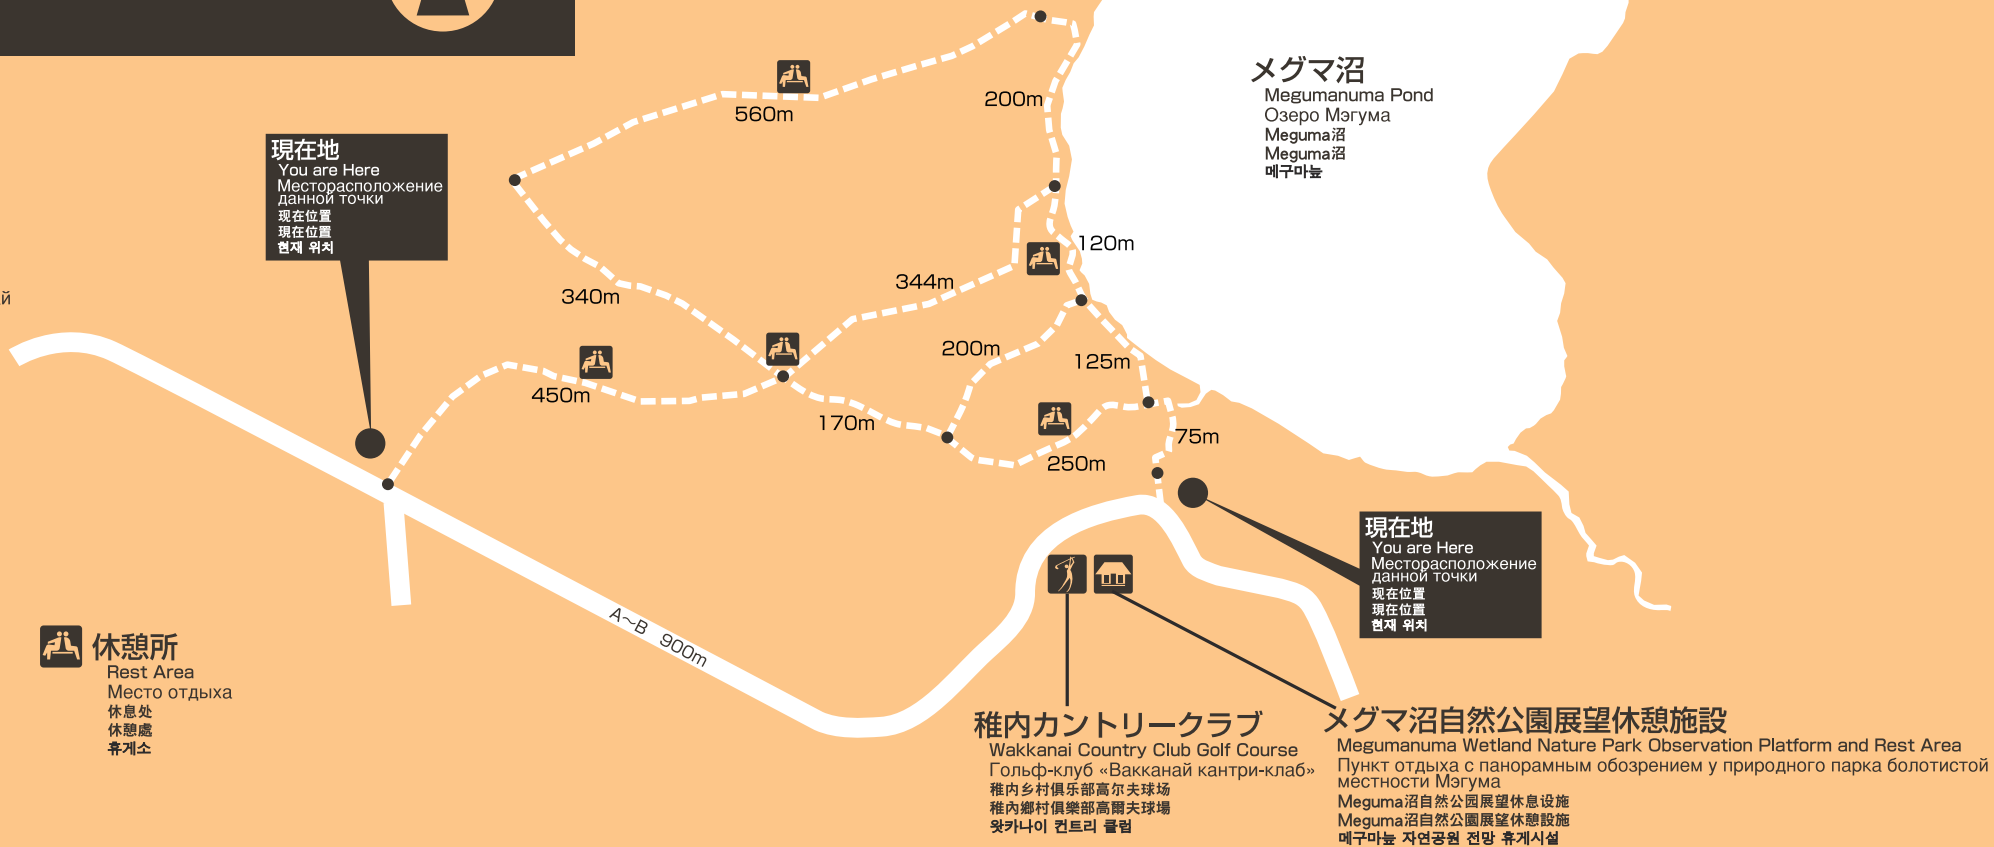 メグマ沼
Megumanuma Pond
Озеро Мэгума
Meguma沼
Meguma沼
메구마늪
560m
200m
現在地
You are Here
Месторасположение
данной точки
现在位置
現在位置
현재 위치
120m
й
340m
344m
200m
125m
450m
170m
75m
250m
現在地
You are Here
Месторасположение
данной точки
现在位置
現在位置
현재 위치
A〜B 900m
休憩所
Rest Area
Место отдыха
休息处
休憩處
휴게소
稚内カントリークラブ
Wakkanai Country Club Golf Course
Гольф-клуб «Вакканай кантри-клаб»
稚内乡村俱乐部高尔夫球场
稚內鄉村俱樂部高爾夫球場
왓카나이 컨트리 클럽
メグマ沼自然公園展望休憩施設
Megumanuma Wetland Nature Park Observation Platform and Rest Area
Пункт отдыха с панорамным обозрением у природного парка болотистой
местности Мэгума
Meguma沼自然公园展望休息设施
Meguma沼自然公園展望休憩設施
메구마늪 자연공원 전망 휴게시설